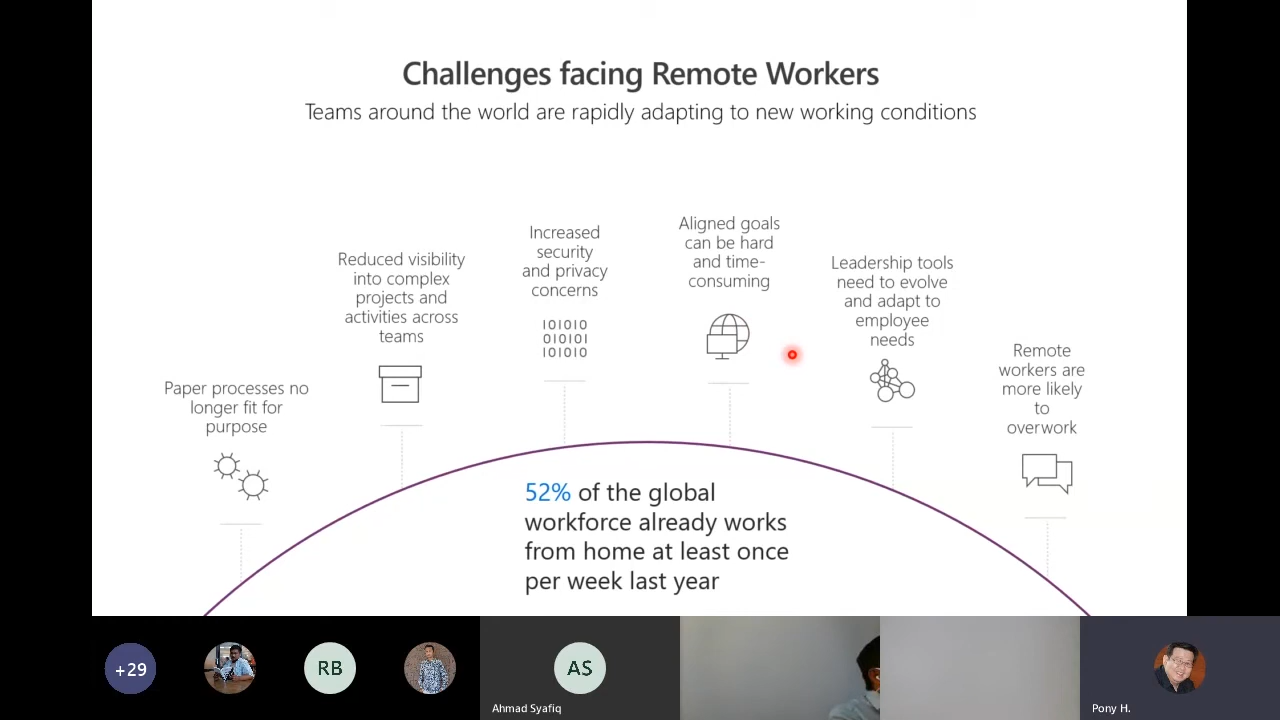 Challenges facing Remote Workers
Teams around the world are rapidly adapting to new working conditions
Paper processes no
longer fit for
purpose
Reduced visibility
into complex
projects and
activities across
teams
Increased
security
and privacy
concerns
101010
010101
101010
Aligned goals
can be hard
and time-
consuming
Leadership tools
need to evolve
and adapt to
employee
needs
Remote
workers are
more likely
to
overwork
52% of the global
workforce already works
from home at least once
per week last year
+29
RB
AS
Ahmad Syafiq
Pony H.